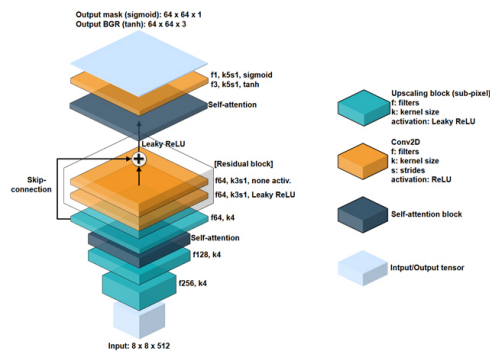 Output mask (sigmoid): 64 x 64 x 1
Output BGR (tanh): 64 x 64 x 3
f1, k5s1, sigmoid
f3, k5s1, tanh
Self-attention
Leaky ReLU
[Residual block]
Skip-
connection
f64, k3s1, none activ.
f64, k3s1, Leaky ReLU
f64, k4
Self-attention
f128, k4
f256, k4
Input: 8 x 8 x 512
Upscaling block (sub-pixel)
f: filters
k: kernel size
activation: Leaky ReLU
Conv2D
f: filters
k: kernel size
s: strides
activation: ReLU
Self-attention block
Intput/Output tensor